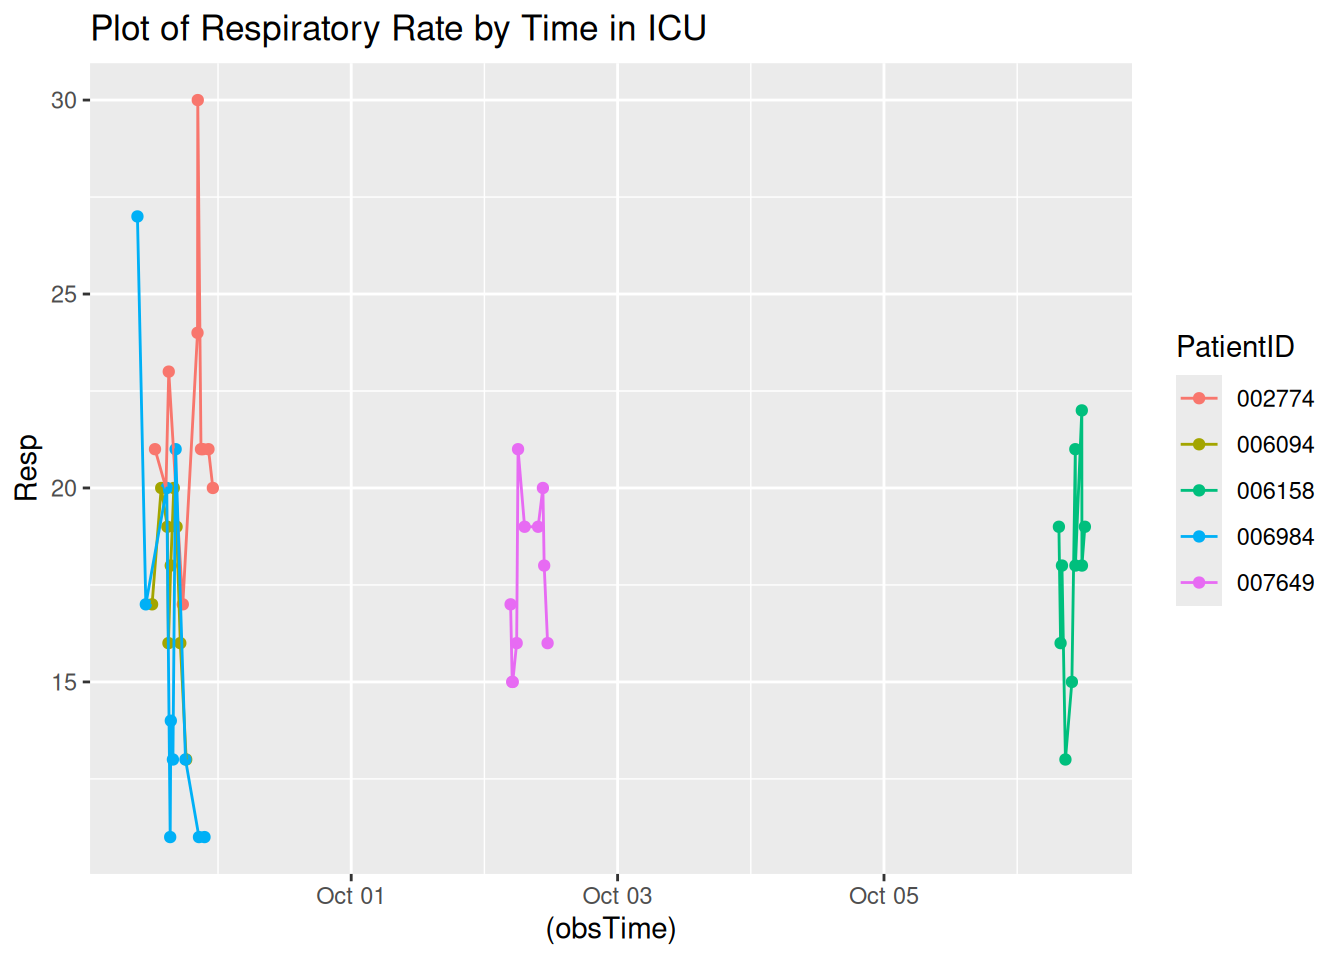 Plot of Respiratory Rate by Time in ICU
30
25
20
15
Resp
Oct 01
Oct 03
Oct 05
(obsTime)
PatientID
002774
006094
006158
006984
007649